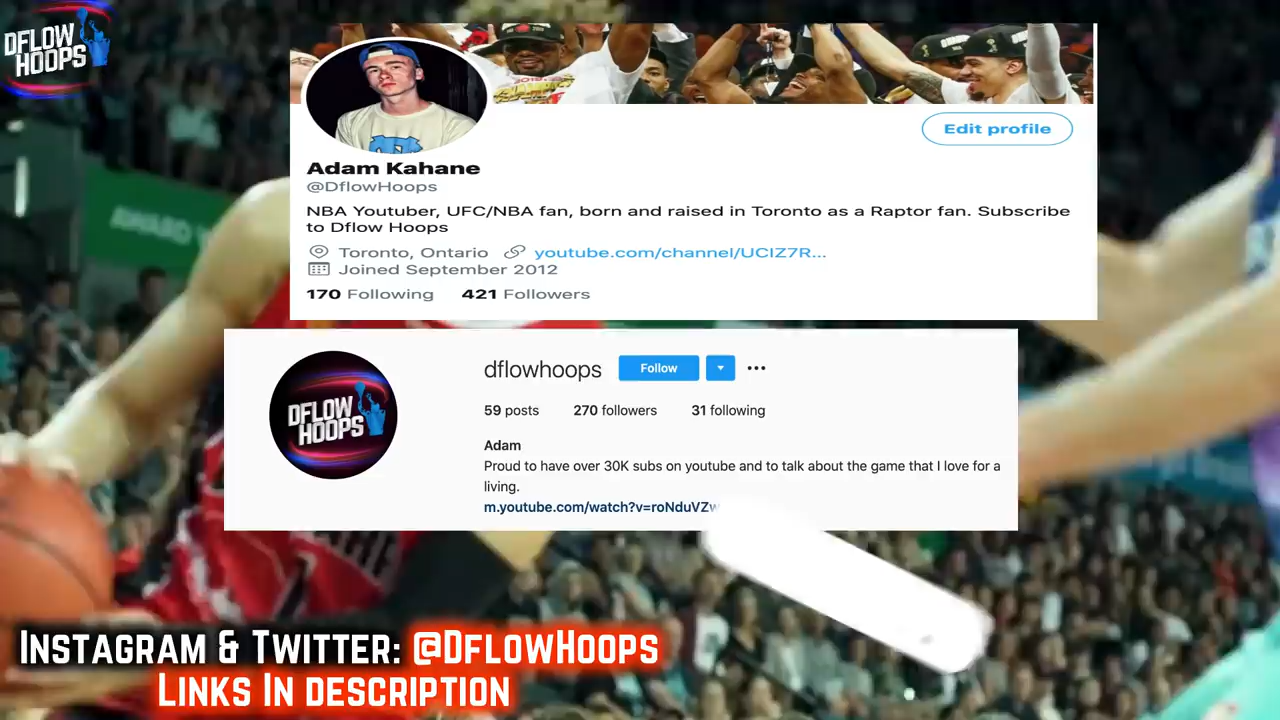 DFLOW
HOOPS
Edit profile
Adam Kahane
@DflowHoops
NBA Youtuber, UFC/NBA fan, born and raised in Toronto as a Raptor fan. Subscribe
to Dflow Hoops
Toronto, Ontario youtube.com/channel/UCIZ7R...
Joined September 2012
170 Following 421 Followers
DFLOW
HOOPS
dflowhoops Follow
59 posts 270 followers 31 following
Adam
Proud to have over 30K subs on youtube and to talk about the game that I love for a
living.
m.youtube.com/watch?v=roNduVZw
AWARD
INSTAGRAM & TWITTER: @DFLOWHOOPS
LINKS IN DESCRIPTION